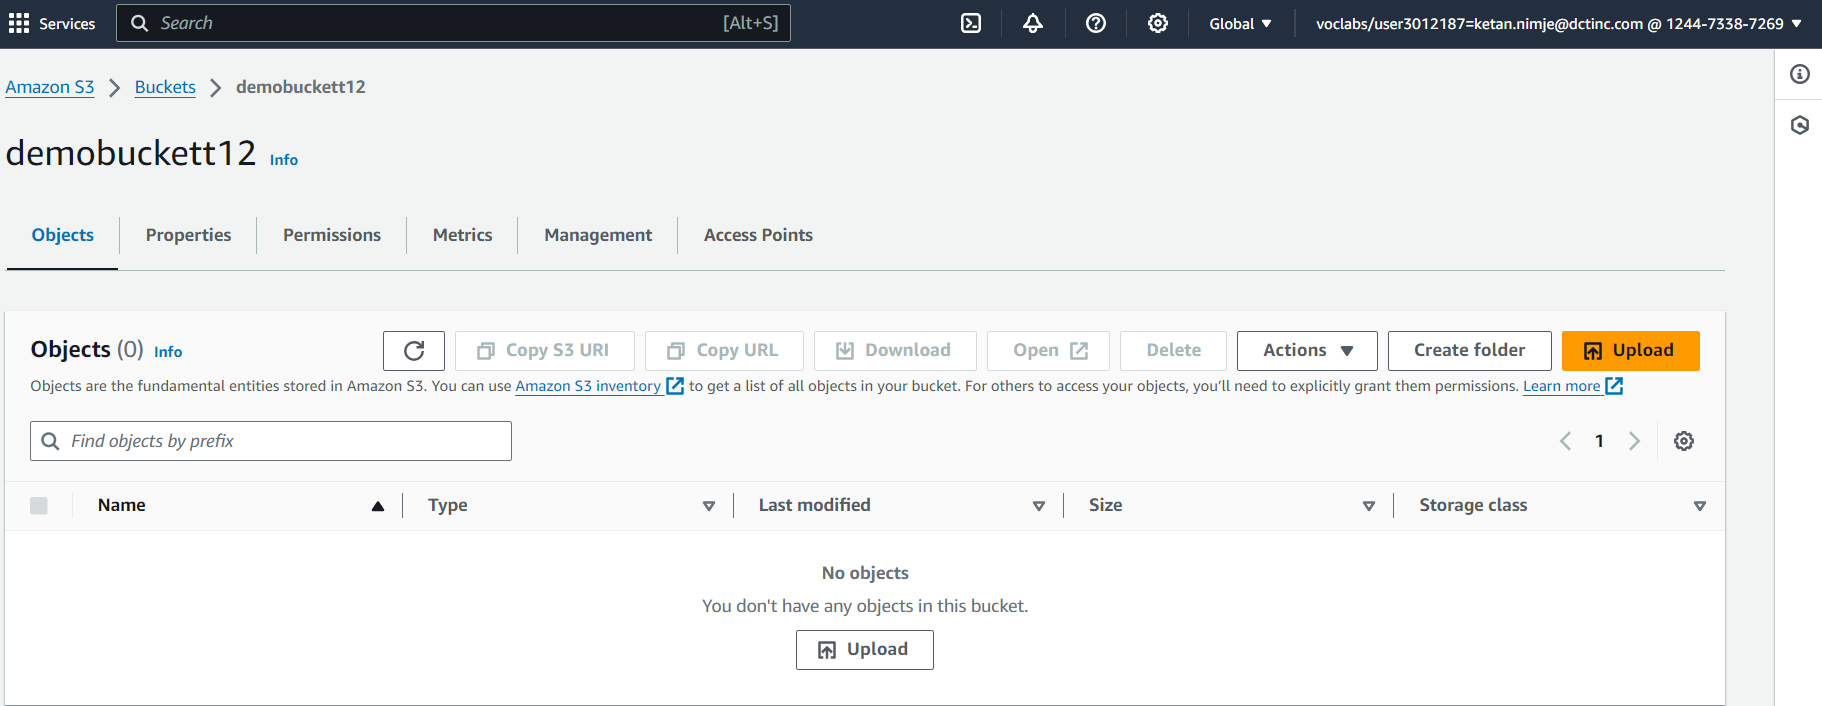 Services Search [Alt+S] Global voclabs/user3012187=ketan.nimje@dctinc.com @ 1244-7338-7269
Amazon S3 Buckets demobuckett12
demobuckett12 Info
Objects Properties Permissions Metrics Management Access Points
Objects (0) Info Copy S3 URI Copy URL Download Open Delete Actions Create folder Upload
Objects are the fundamental entities stored in Amazon S3. You can use Amazon S3 inventory to get a list of all objects in your bucket. For others to access your objects, you'll need to explicitly grant them permissions. Learn more
Find objects by prefix 1
Name Type Last modified Size Storage class
No objects
You don't have any objects in this bucket.
Upload